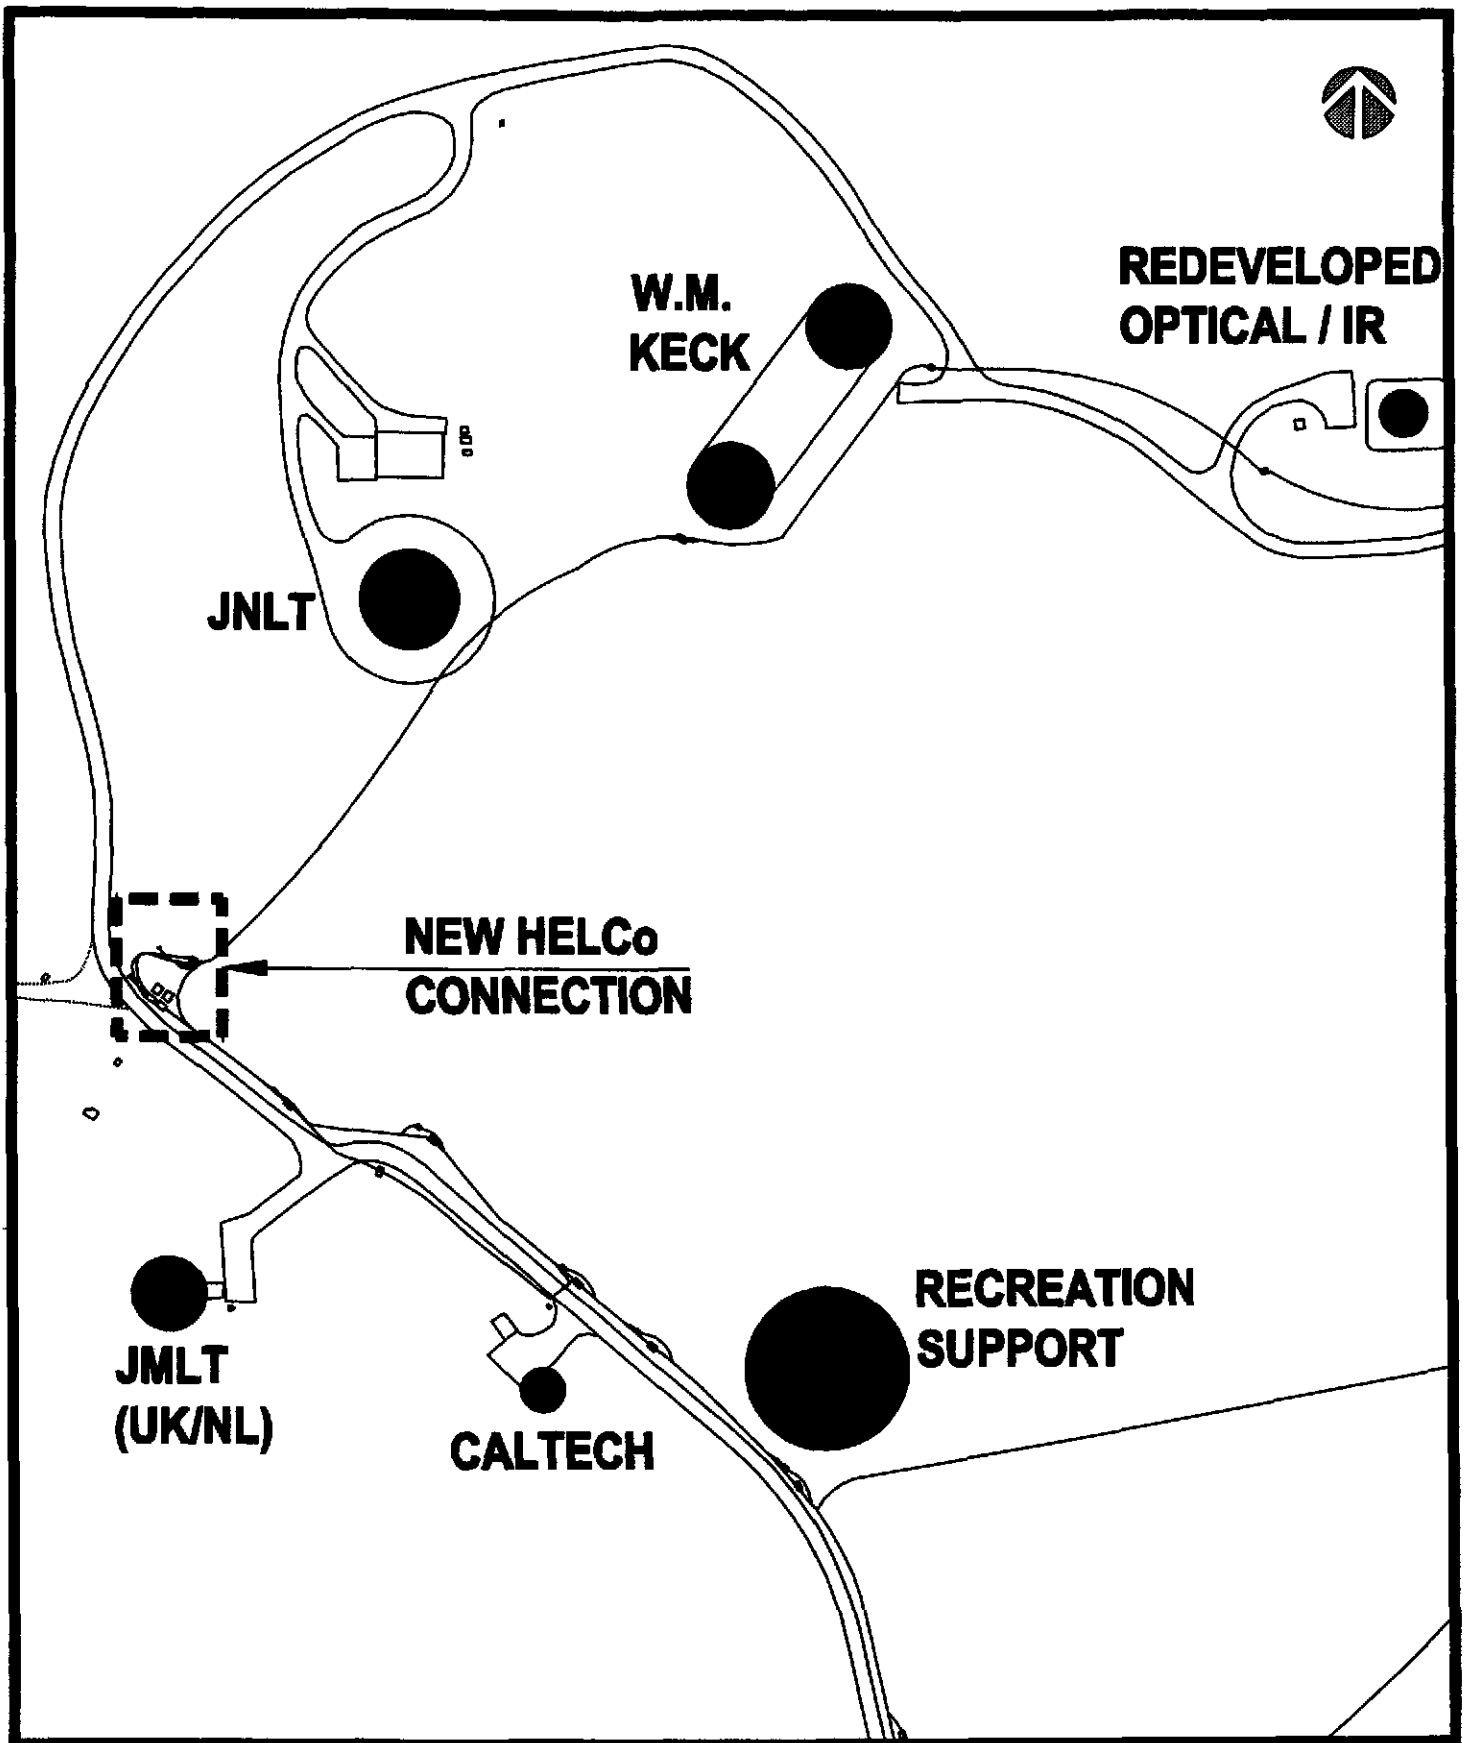 REDEVELOPED
OPTICAL / IR
W.M.
KECK
JNLT
NEW HELCo
CONNECTION
RECREATION
SUPPORT
JMLT
(UK/NL)
CALTECH